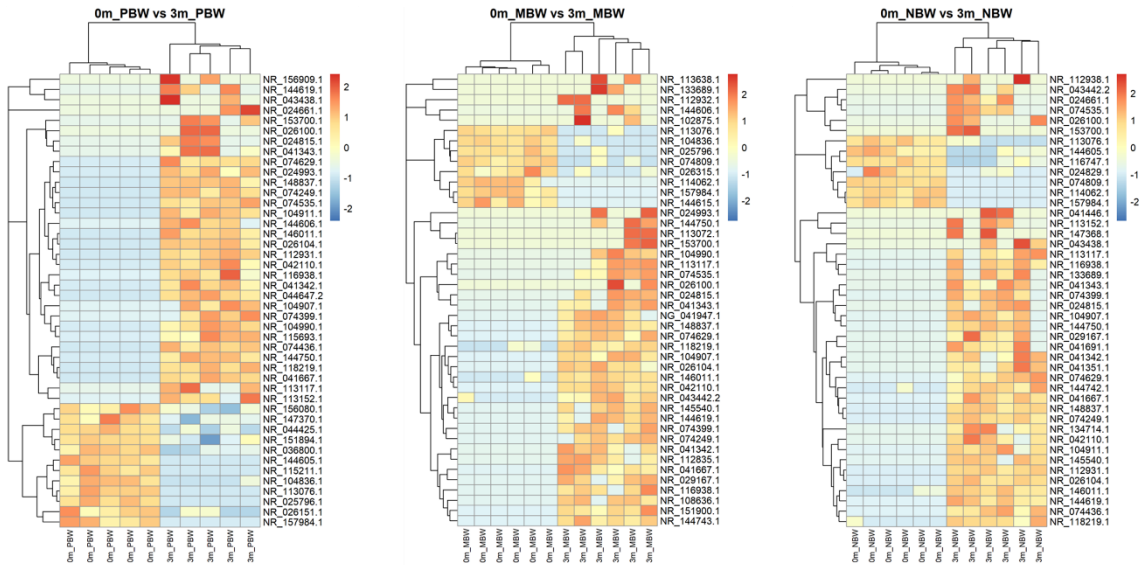 0m_PBW vs 3m_PBW
NR_156909.1
NR_144619.1
NR_043438.1
NR_024661.1
NR_153700.1
NR_026100.1
NR_024815.1
NR_041343.1
NR_074629.1
NR_024993.1
NR_148837.1
NR_074249.1
NR_074535.1
NR_104911.1
NR_144606.1
NR_146011.1
NR_026104.1
NR_112931.1
NR_042110.1
NR_116938.1
NR_041342.1
NR_044647.2
NR_104907.1
NR_074399.1
NR_104990.1
NR_115693.1
NR_074436.1
NR_144750.1
NR_118219.1
NR_041667.1
NR_113117.1
NR_113152.1
NR_156080.1
NR_147370.1
NR_044425.1
NR_151894.1
NR_036800.1
NR_144605.1
NR_115211.1
NR_104836.1
NR_113076.1
NR_025796.1
NR_026151.1
NR_157984.1
2
1
0
-1
-2
0m_PBW
0m_PBW
0m_PBW
0m_PBW
0m_PBW
3m_PBW
3m_PBW
3m_PBW
3m_PBW
3m_PBW
0m_MBW vs 3m_MBW
NR_113638.1
NR_133689.1
NR_112932.1
NR_144606.1
NR_102875.1
NR_113076.1
NR_104836.1
NR_025796.1
NR_074809.1
NR_026315.1
NR_114062.1
NR_157984.1
NR_144615.1
NR_024993.1
NR_144750.1
NR_113072.1
NR_153700.1
NR_104990.1
NR_113117.1
NR_074535.1
NR_026100.1
NR_024815.1
NR_041343.1
NG_041947.1
NR_148837.1
NR_074629.1
NR_118219.1
NR_104907.1
NR_026104.1
NR_146011.1
NR_042110.1
NR_043442.2
NR_145540.1
NR_144619.1
NR_074399.1
NR_074249.1
NR_041342.1
NR_112835.1
NR_041667.1
NR_029167.1
NR_116938.1
NR_108636.1
NR_151900.1
NR_144743.1
2
1
0
-1
-2
0m_MBW
0m_MBW
0m_MBW
0m_MBW
0m_MBW
0m_MBW
3m_MBW
3m_MBW
3m_MBW
3m_MBW
3m_MBW
3m_MBW
0m_NBW vs 3m_NBW
NR_112938.1
NR_043442.2
NR_024661.1
NR_074535.1
NR_026100.1
NR_153700.1
NR_113076.1
NR_144605.1
NR_116747.1
NR_024829.1
NR_074809.1
NR_114062.1
NR_157984.1
NR_041446.1
NR_113152.1
NR_147368.1
NR_043438.1
NR_113117.1
NR_116938.1
NR_133689.1
NR_041343.1
NR_074399.1
NR_024815.1
NR_104907.1
NR_144750.1
NR_029167.1
NR_041691.1
NR_041342.1
NR_041351.1
NR_074629.1
NR_144742.1
NR_041667.1
NR_148837.1
NR_074249.1
NR_134714.1
NR_042110.1
NR_104911.1
NR_145540.1
NR_112931.1
NR_026104.1
NR_146011.1
NR_144619.1
NR_074436.1
NR_118219.1
2
1
0
-1
-2
0m_NBW
0m_NBW
0m_NBW
0m_NBW
0m_NBW
0m_NBW
3m_NBW
3m_NBW
3m_NBW
3m_NBW
3m_NBW
3m_NBW